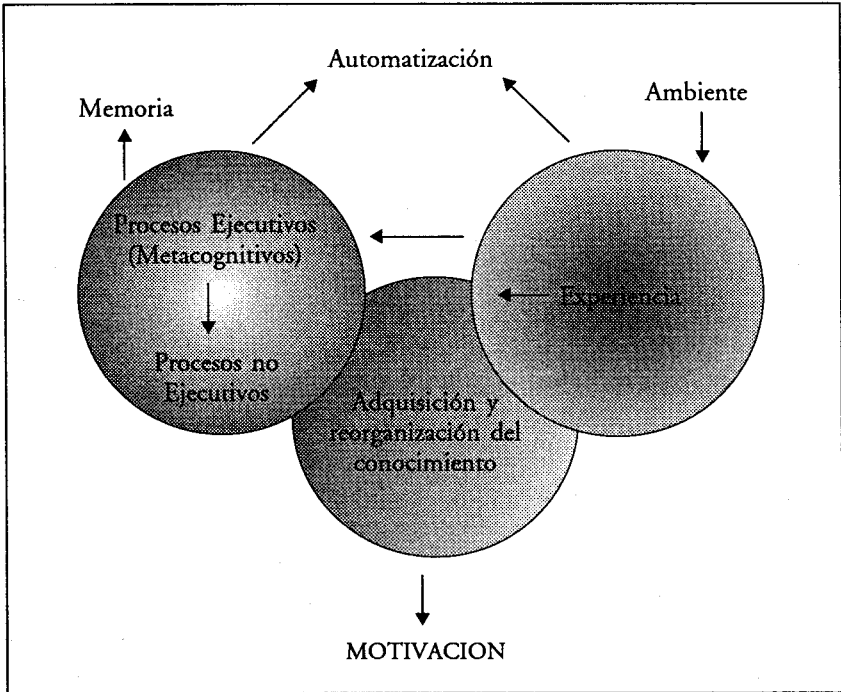 Automatización
Ambiente
Memoria
Procesos Ejecutivos
(Metacognitivos)
Experiencia
Procesos no
Ejecutivos
Adquisición y
reorganización del
conocimiento
MOTIVACION